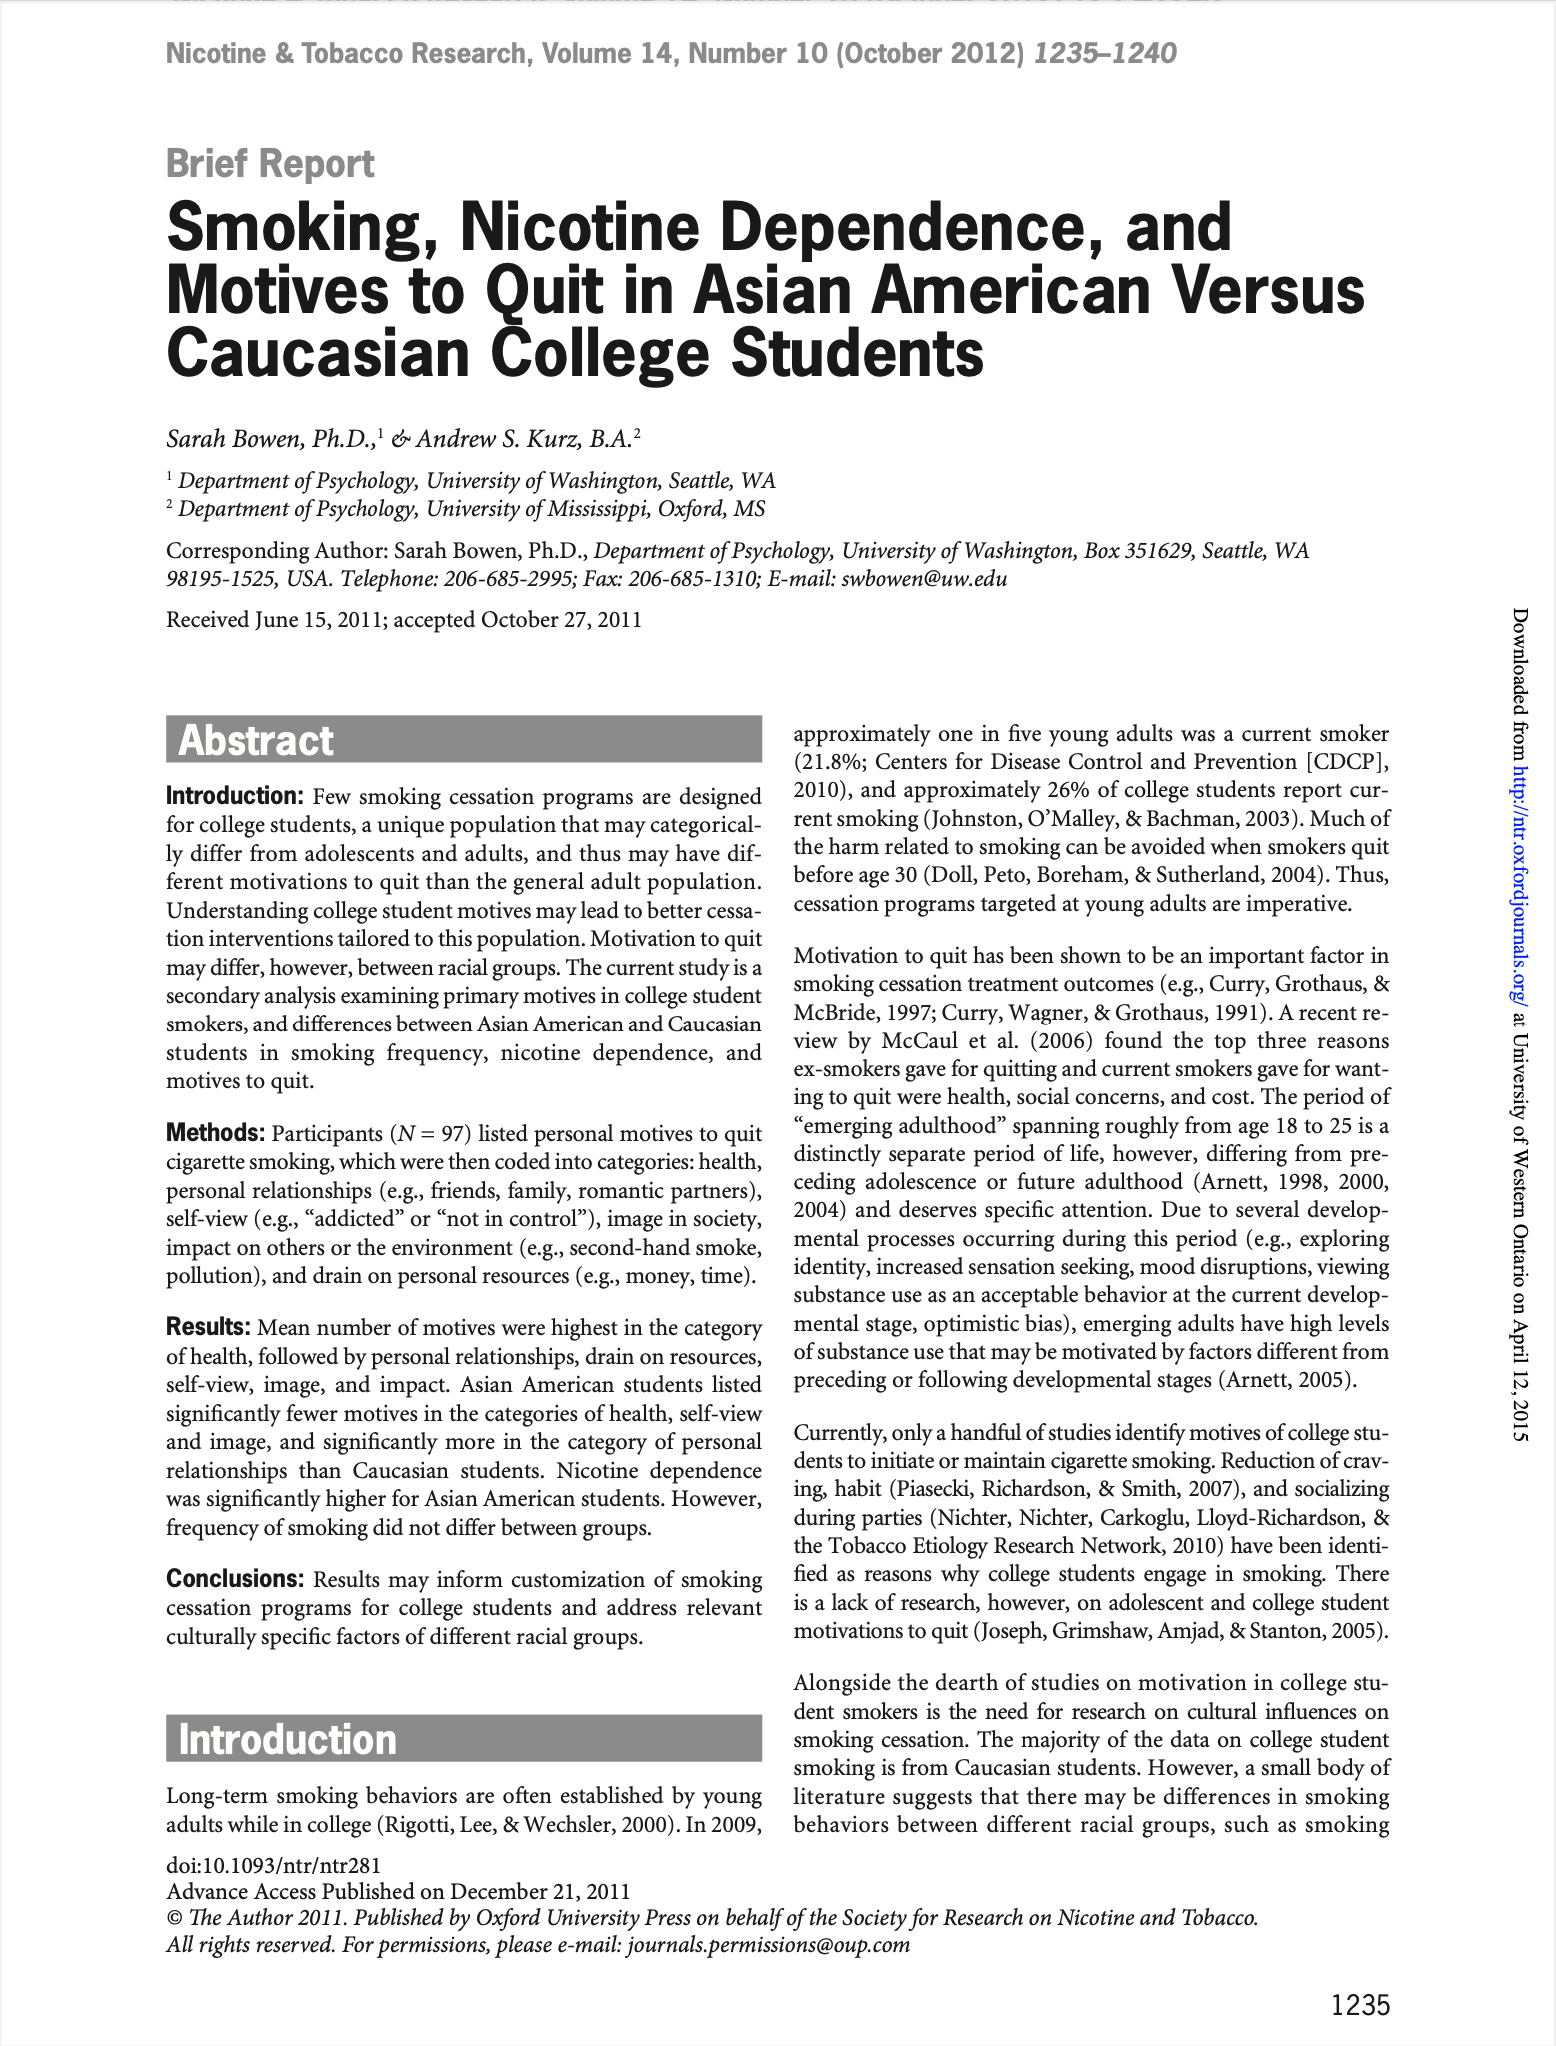 Nicotine & Tobacco Research, Volume 14, Number 10 (October 2012) 1235–1240
Brief Report
Smoking, Nicotine Dependence, and
Motives to Quit in Asian American Versus
Caucasian College Students
Sarah Bowen, Ph.D.,1 & Andrew S. Kurz, B.A.2
1 Department of Psychology, University of Washington, Seattle, WA
2 Department of Psychology, University of Mississippi, Oxford, MS
Corresponding Author: Sarah Bowen, Ph.D., Department of Psychology, University of Washington, Box 351629, Seattle, WA
98195-1525, USA. Telephone: 206-685-2995; Fax: 206-685-1310; E-mail: swbowen@uw.edu
Received June 15, 2011; accepted October 27, 2011
Abstract
Introduction: Few smoking cessation programs are designed
for college students, a unique population that may categorical-
ly differ from adolescents and adults, and thus may have dif-
ferent motivations to quit than the general adult population.
Understanding college student motives may lead to better cessa-
tion interventions tailored to this population. Motivation to quit
may differ, however, between racial groups. The current study is a
secondary analysis examining primary motives in college student
smokers, and differences between Asian American and Caucasian
students in smoking frequency, nicotine dependence, and
motives to quit.
Methods: Participants (N = 97) listed personal motives to quit
cigarette smoking, which were then coded into categories: health,
personal relationships (e.g., friends, family, romantic partners),
self-view (e.g., “addicted” or “not in control”), image in society,
impact on others or the environment (e.g., second-hand smoke,
pollution), and drain on personal resources (e.g., money, time).
Results: Mean number of motives were highest in the category
of health, followed by personal relationships, drain on resources,
self-view, image, and impact. Asian American students listed
significantly fewer motives in the categories of health, self-view
and image, and significantly more in the category of personal
relationships than Caucasian students. Nicotine dependence
was significantly higher for Asian American students. However,
frequency of smoking did not differ between groups.
Conclusions: Results may inform customization of smoking
cessation programs for college students and address relevant
culturally specific factors of different racial groups.
Introduction
Long-term smoking behaviors are often established by young
adults while in college (Rigotti, Lee, & Wechsler, 2000). In 2009,
approximately one in five young adults was a current smoker
(21.8%; Centers for Disease Control and Prevention [CDCP],
2010), and approximately 26% of college students report cur-
rent smoking (Johnston, O’Malley, & Bachman, 2003). Much of
the harm related to smoking can be avoided when smokers quit
before age 30 (Doll, Peto, Boreham, & Sutherland, 2004). Thus,
cessation programs targeted at young adults are imperative.
Motivation to quit has been shown to be an important factor in
smoking cessation treatment outcomes (e.g., Curry, Grothaus, &
McBride, 1997; Curry, Wagner, & Grothaus, 1991). A recent re-
view by McCaul et al. (2006) found the top three reasons
ex-smokers gave for quitting and current smokers gave for want-
ing to quit were health, social concerns, and cost. The period of
“emerging adulthood” spanning roughly from age 18 to 25 is a
distinctly separate period of life, however, differing from pre-
ceding adolescence or future adulthood (Arnett, 1998, 2000,
2004) and deserves specific attention. Due to several develop-
mental processes occurring during this period (e.g., exploring
identity, increased sensation seeking, mood disruptions, viewing
substance use as an acceptable behavior at the current develop-
mental stage, optimistic bias), emerging adults have high levels
of substance use that may be motivated by factors different from
preceding or following developmental stages (Arnett, 2005).
Currently, only a handful of studies identify motives of college stu-
dents to initiate or maintain cigarette smoking. Reduction of crav-
ing, habit (Piasecki, Richardson, & Smith, 2007), and socializing
during parties (Nichter, Nichter, Carkoglu, Lloyd-Richardson, &
the Tobacco Etiology Research Network, 2010) have been identi-
fied as reasons why college students engage in smoking. There
is a lack of research, however, on adolescent and college student
motivations to quit (Joseph, Grimshaw, Amjad, & Stanton, 2005).
Alongside the dearth of studies on motivation in college stu-
dent smokers is the need for research on cultural influences on
smoking cessation. The majority of the data on college student
smoking is from Caucasian students. However, a small body of
literature suggests that there may be differences in smoking
behaviors between different racial groups, such as smoking
doi:10.1093/ntr/ntr281
Advance Access Published on December 21, 2011
© The Author 2011. Published by Oxford University Press on behalf of the Society for Research on Nicotine and Tobacco.
All rights reserved. For permissions, please e-mail: journals.permissions@oup.com
1235
Downloaded from http://ntr.oxfordjournals.org/ at University of Western Ontario on April 12, 2015